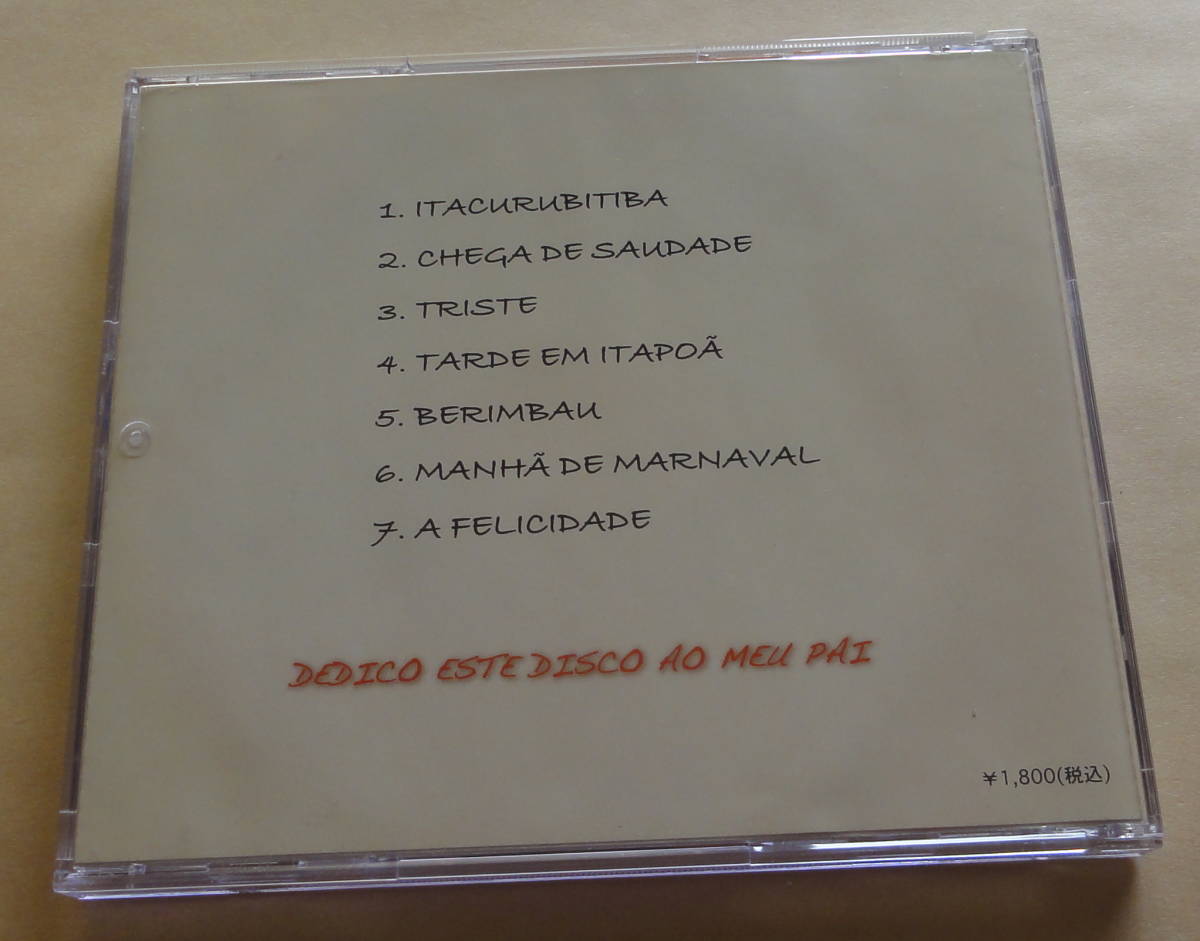 1. ITACURUBITIBA
2. CHEGA DE SAUDADE
3. TRISTE
4. TARDE EM ITAPOÃ
5. BERIMBAU
6. MANHÃ DE MARNAVAL
7. A FELICIDADE
DEDICO ESTE DISCO AO MEU PAI
¥1,800(税込)